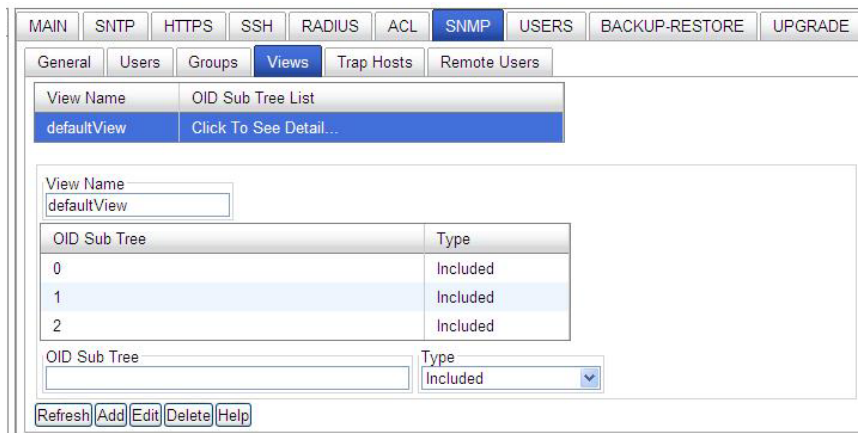 MAIN SNTP HTTPS SSH RADIUS ACL SNMP USERS BACKUP-RESTORE UPGRADE
General Users Groups Views Trap Hosts Remote Users
View Name OID Sub Tree List
defaultView Click To See Detail...
View Name
defaultView
OID Sub Tree Type
0 Included
1 Included
2 Included
OID Sub Tree Type
Included
Refresh Add Edit Delete Help